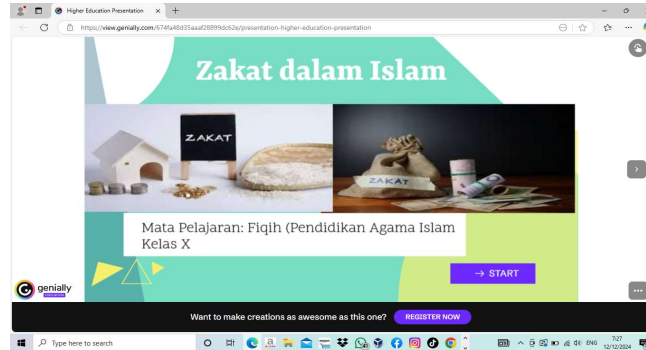 Higher Education Presentation
https://view.genially.com/674fa48d35aaaf28899dc62e/presentation-higher-education-presentation
Zakat dalam Islam
ZAKAT
ZAKAT
Mata Pelajaran: Fiqih (Pendidikan Agama Islam
Kelas X
→ START
genially
Want to make creations as awesome as this one?
REGISTER NOW
Type here to search
ENG
7:27
12/12/2024